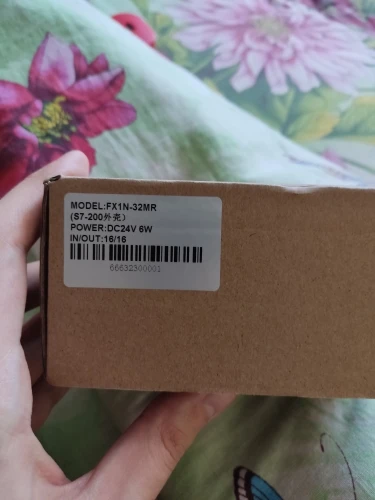 MODEL:FX1N-32MR
(S7-200外壳）
POWER:DC24V 6W
IN/OUT:16/16
66632300001